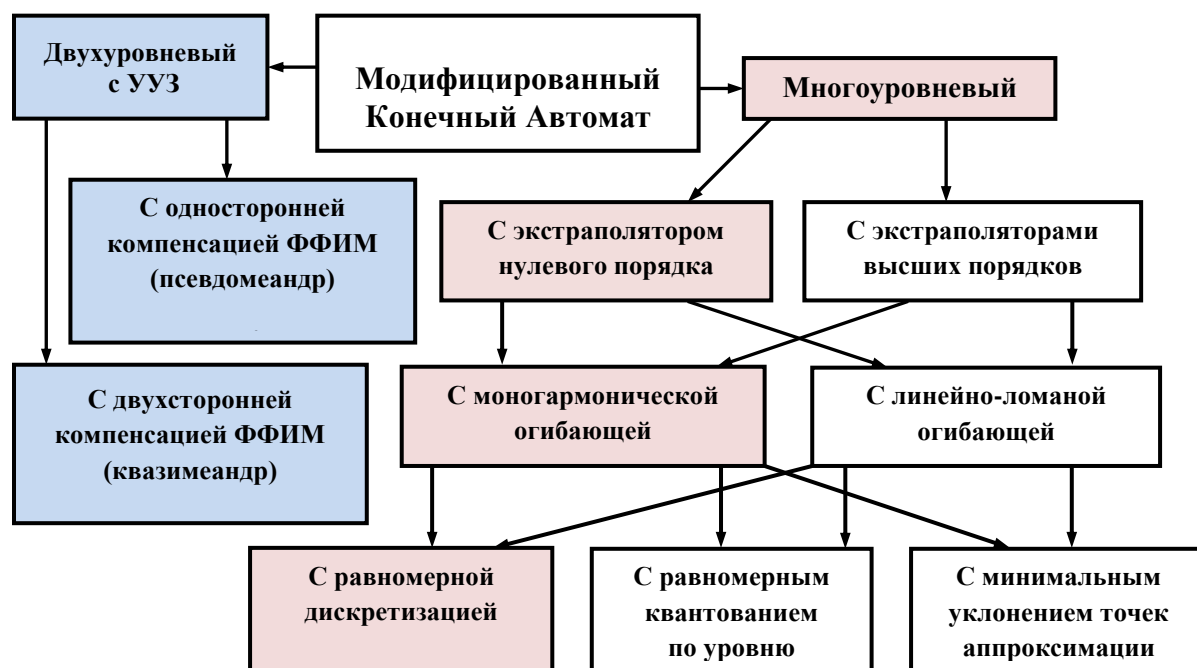 Двухуровневый
с УУЗ
Модифицированный
Конечный Автомат
Многоуровневый
С односторонней
компенсацией ФФИМ
(псевдомеандр)
С экстраполятором
нулевого порядка
С экстраполяторами
высших порядков
С двухсторонней
компенсацией ФФИМ
(квазимеандр)
С моногармонической
огибающей
С линейно-ломаной
огибающей
С равномерной
дискретизацией
С равномерным
квантованием
по уровню
С минимальным
уклонением точек
аппроксимации